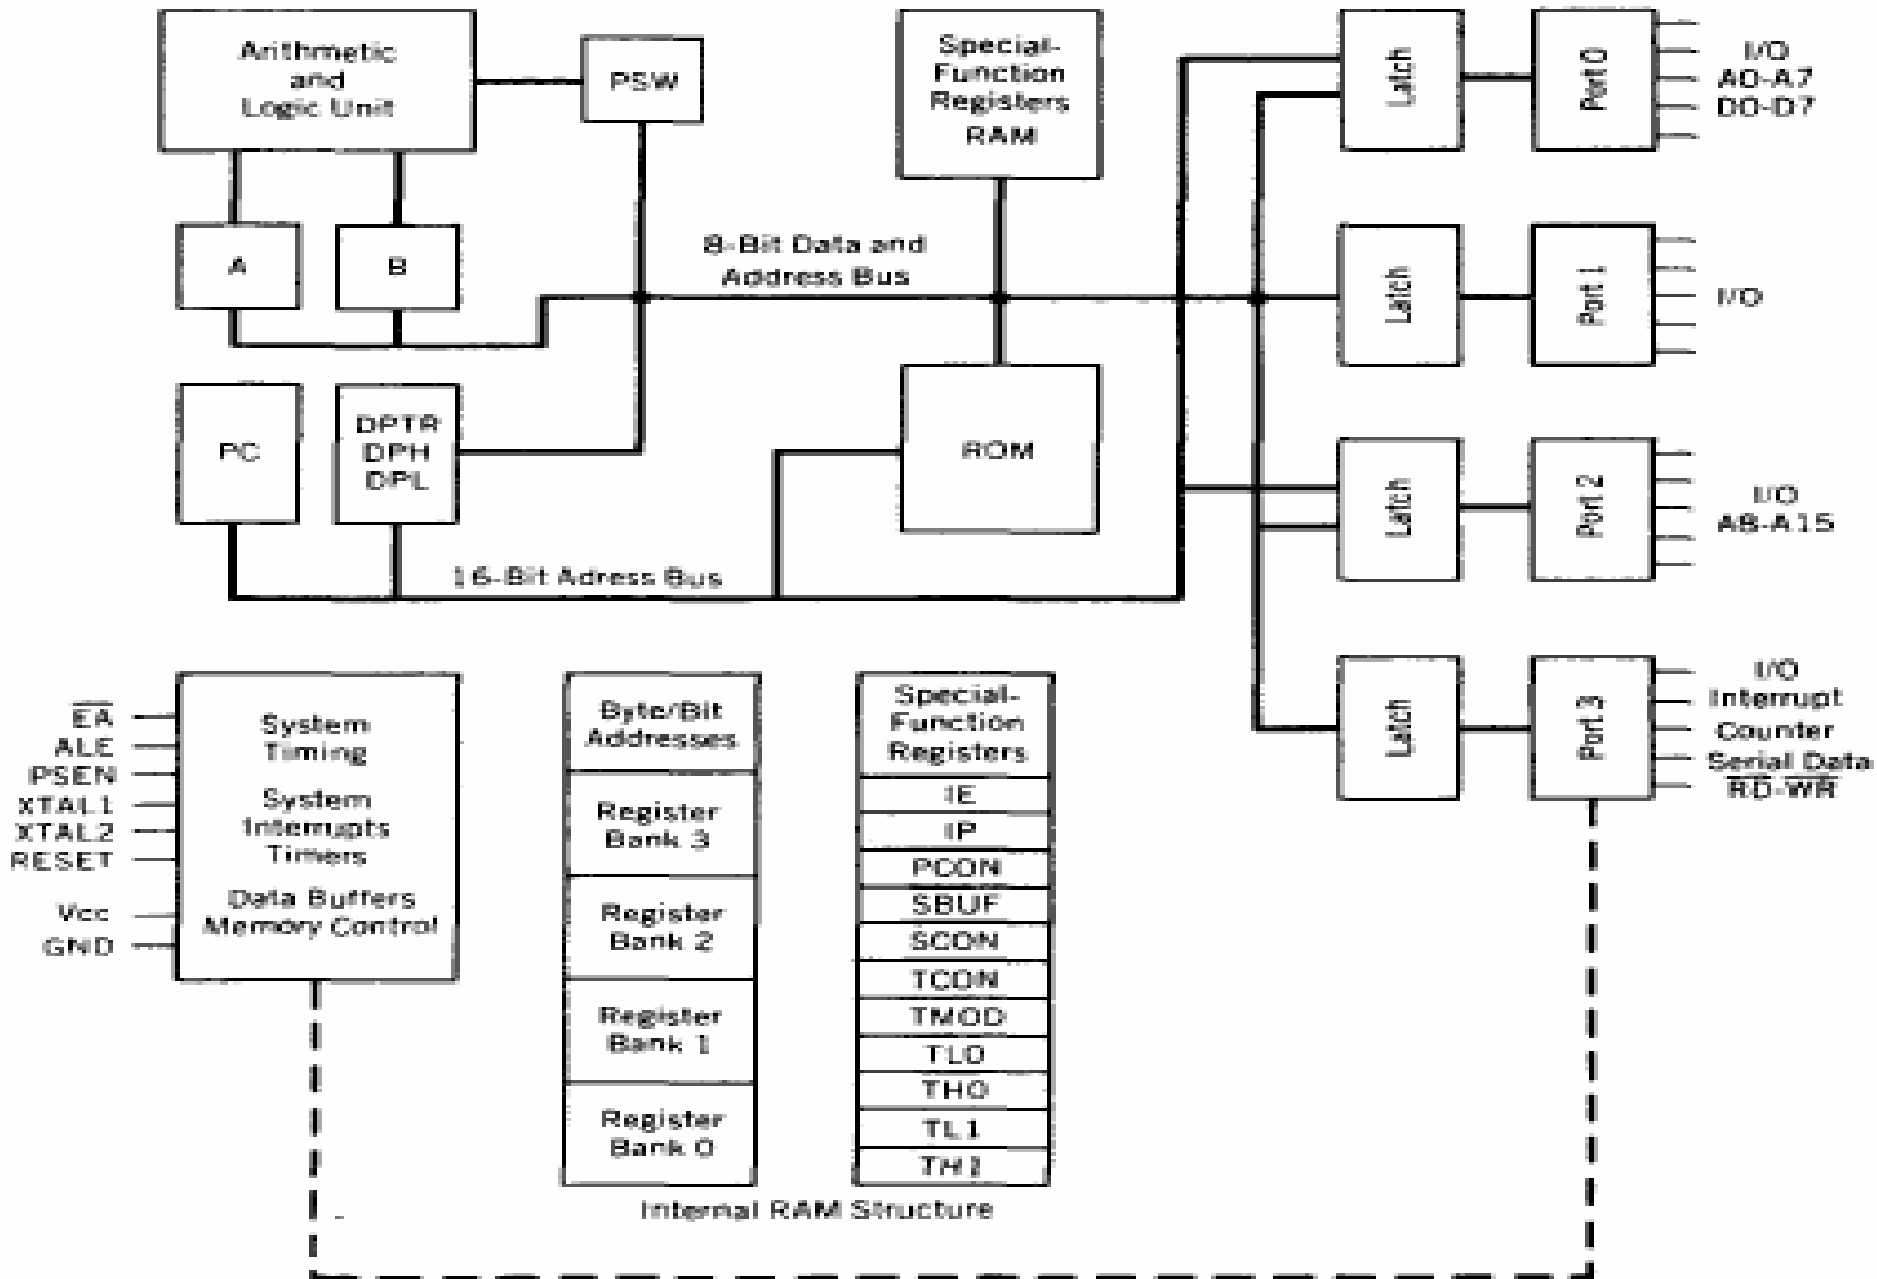 Arithmetic
and
Logic Unit
PSW
Special-
Function
Registers
RAM
Latch
Port 0
I/O
A0-A7
D0-D7
A
B
8-Bit Data and
Address Bus
Latch
Port 1
I/O
PC
DPTR
DPH
DPL
ROM
Latch
Port 2
I/O
A8-A15
16-Bit Adress Bus
Latch
Port 3
I/O
Interrupt
Counter
Serial Data
RD-WR
EA
ALE
PSEN
XTAL1
XTAL2
RESET
Vcc
GND
System
Timing
System
Interrupts
Timers
Data Buffers
Memory Control
Byte/Bit
Addresses
Register
Bank 3
Register
Bank 2
Register
Bank 1
Register
Bank 0
Special-
Function
Registers
IE
IP
PCON
SBUF
SCON
TCON
TMOD
TL0
TH0
TL1
TH1
Internal RAM Structure